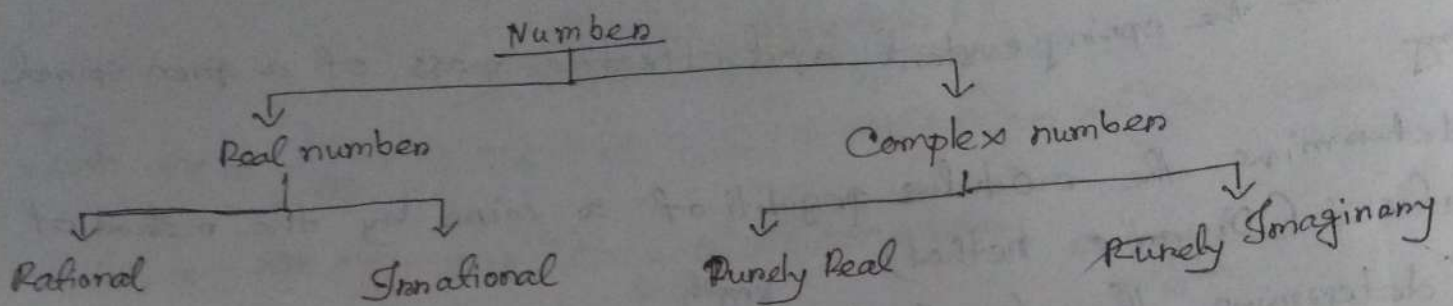 Number
Real number
Complex number
Rational
Irrational
Purely Real
Purely Imaginary